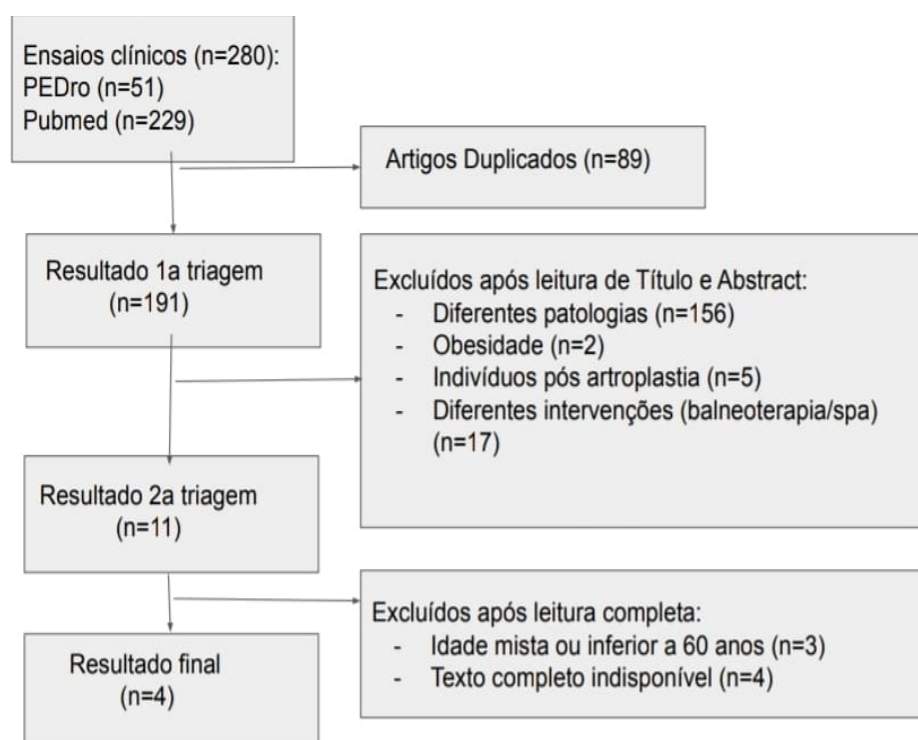 Ensaios clínicos (n=280):
PEDro (n=51)
Pubmed (n=229)
Artigos Duplicados (n=89)
Resultado 1a triagem
(n=191)
Excluídos após leitura de Título e Abstract:
- Diferentes patologias (n=156)
- Obesidade (n=2)
- Indivíduos pós artroplastia (n=5)
- Diferentes intervenções (balneoterapia/spa)
(n=17)
Resultado 2a triagem
(n=11)
Excluídos após leitura completa:
- Idade mista ou inferior a 60 anos (n=3)
- Texto completo indisponível (n=4)
Resultado final
(n=4)